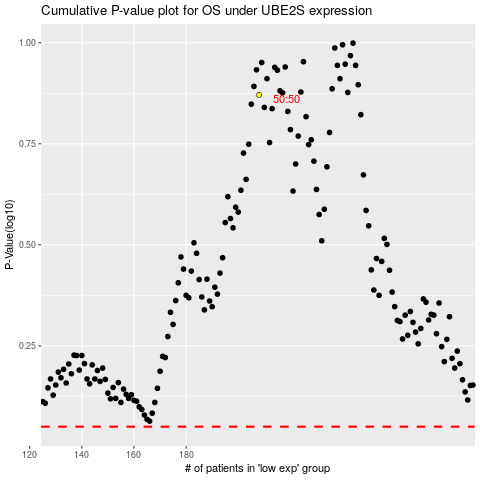 Cumulative P-value plot for OS under UBE2S expression
1.00
50:50
0.75
P-Value(log10)
0.50
0.25
120 140 160 180
# of patients in 'low exp' group